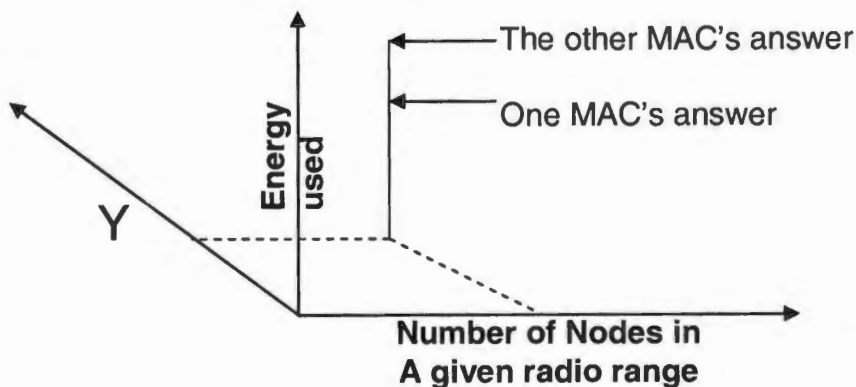 The other MAC's answer
One MAC's answer
Energy
used
Y
Number of Nodes in
A given radio range